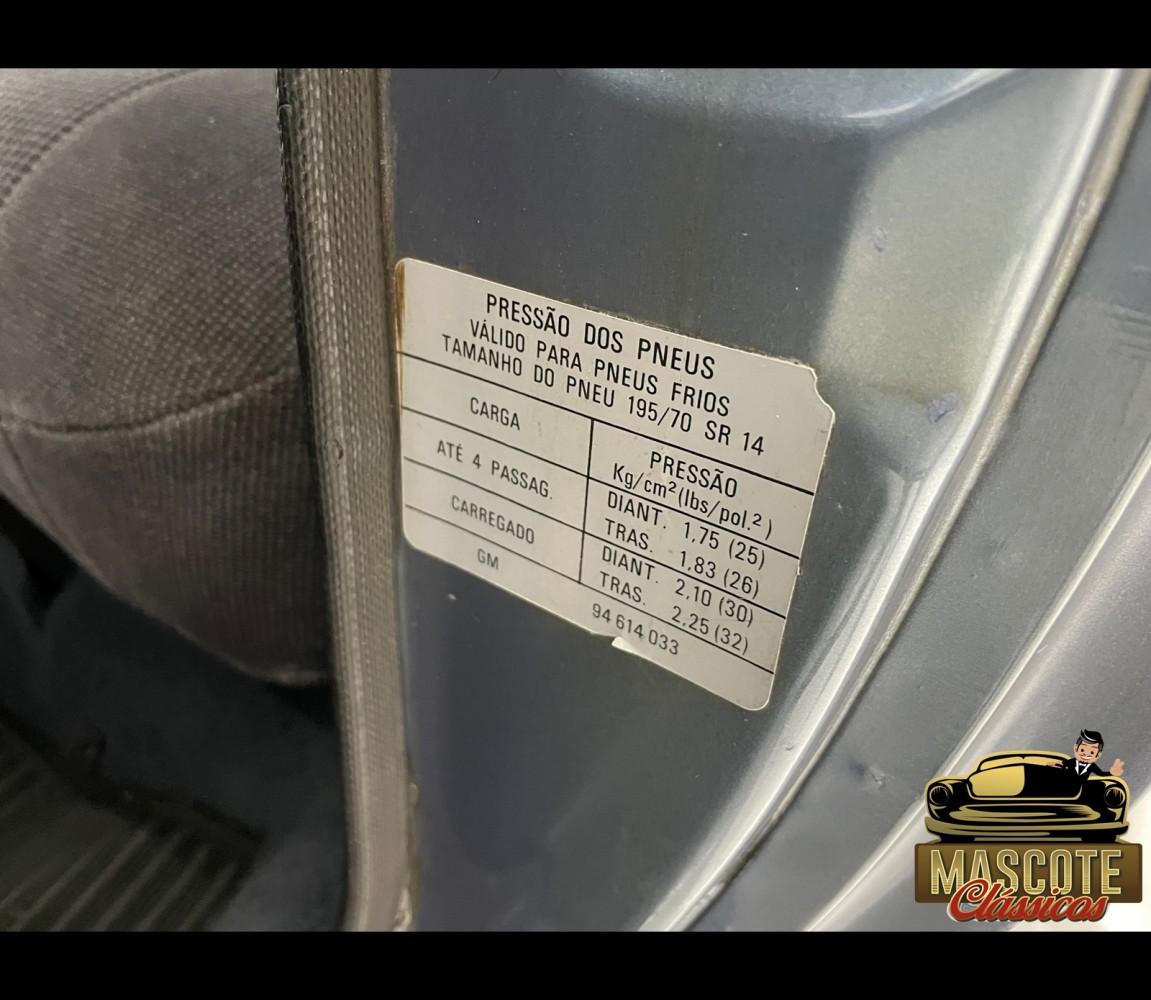 PRESSÃO DOS PNEUS
VÁLIDO PARA PNEUS FRIOS
TAMANHO DO PNEU 195/70 SR 14
CARGA
PRESSÃO
Kg/cm² (lbs/pol.²)
ATÉ 4 PASSAG.
DIANT. 1,75 (25)
TRAS. 1,83 (26)
CARREGADO
DIANT. 2,10 (30)
TRAS. 2,25 (32)
GM
94 614 033
MASCOTE
Clássicos